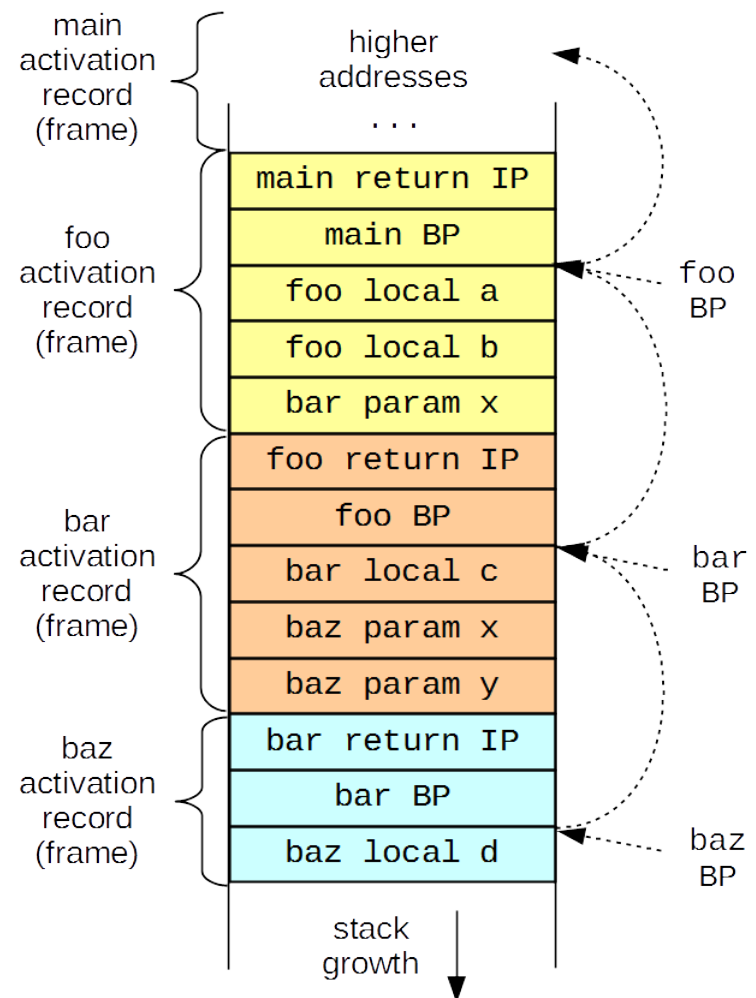 main
activation
record
(frame)
higher
addresses
...
main return IP
main BP
foo
activation
record
(frame)
foo local a
foo
BP
foo local b
bar param x
foo return IP
foo BP
bar
activation
record
(frame)
bar local c
bar
BP
baz param x
baz param y
bar return IP
baz
activation
record
(frame)
bar BP
baz local d
baz
BP
stack
growth